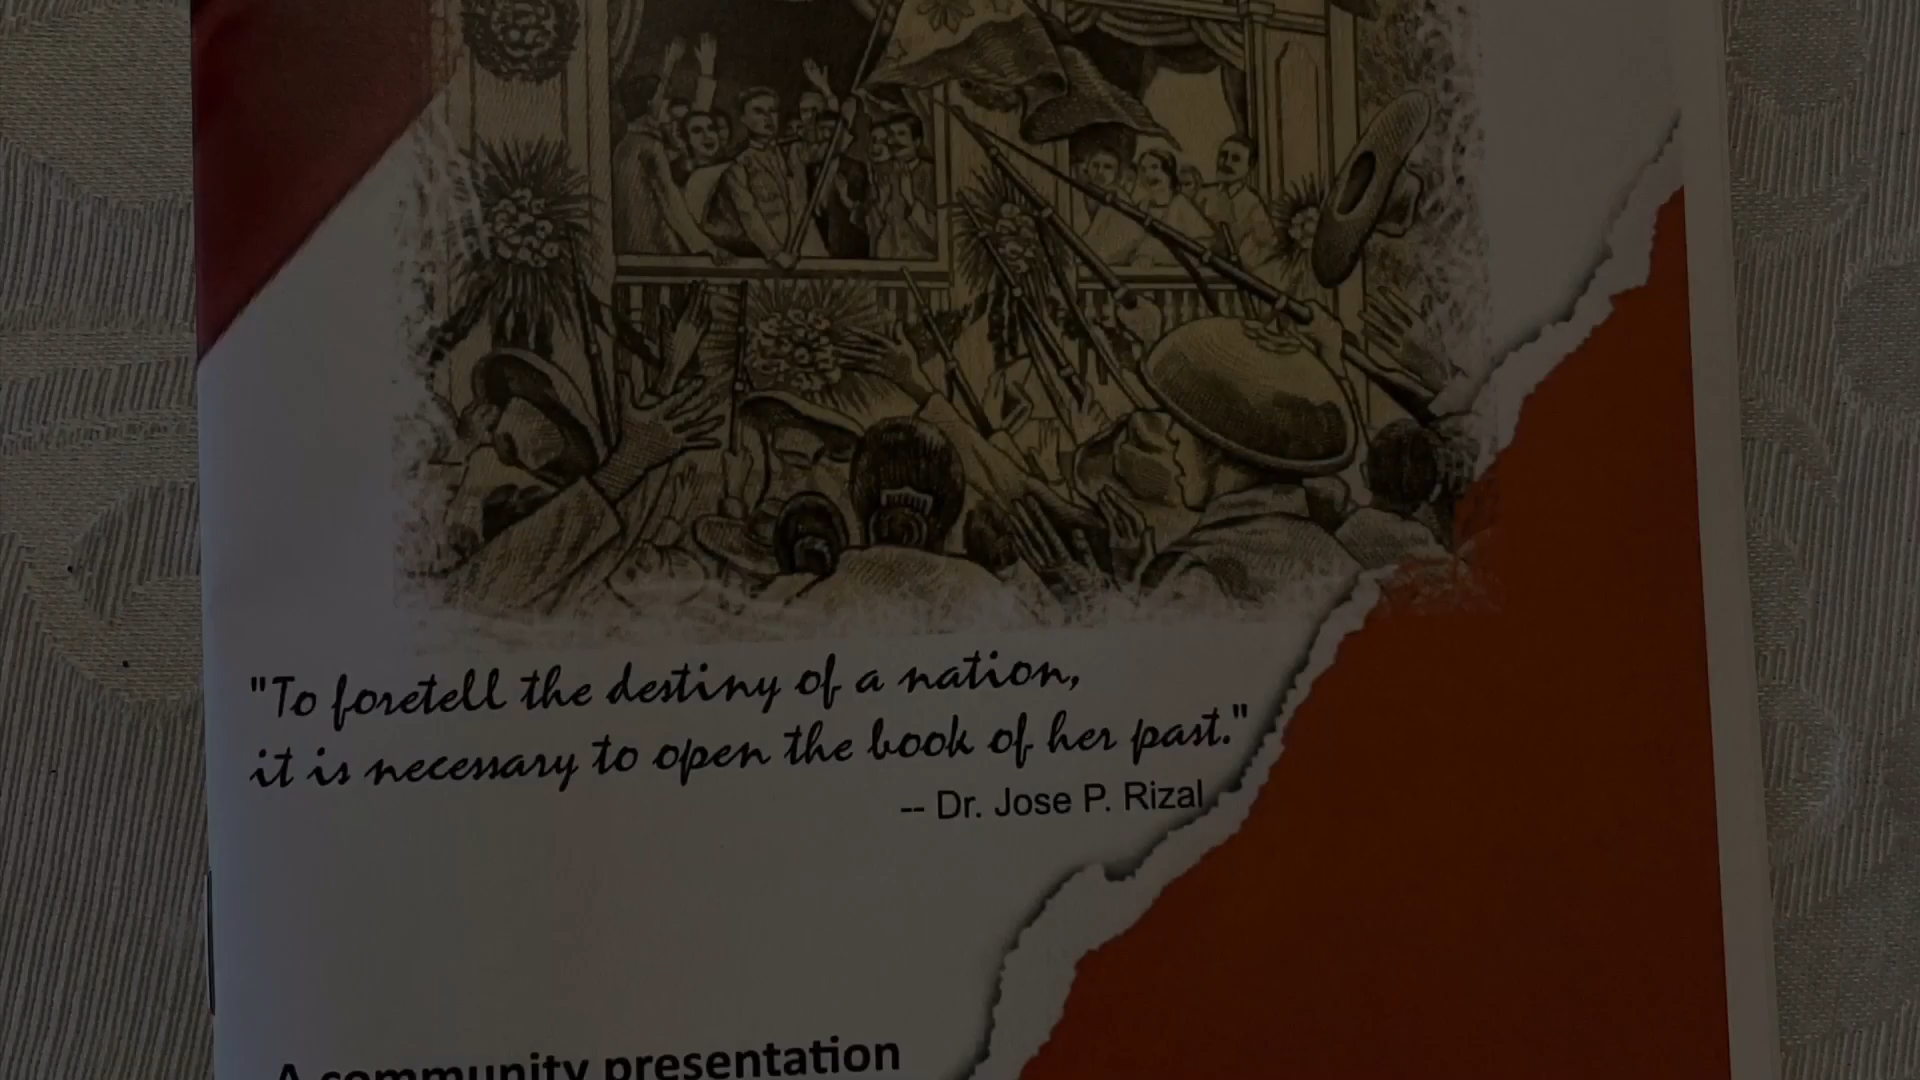 "To foretell the destiny of a nation,
it is necessary to open the book of her past."
-- Dr. Jose P. Rizal
A community presentation